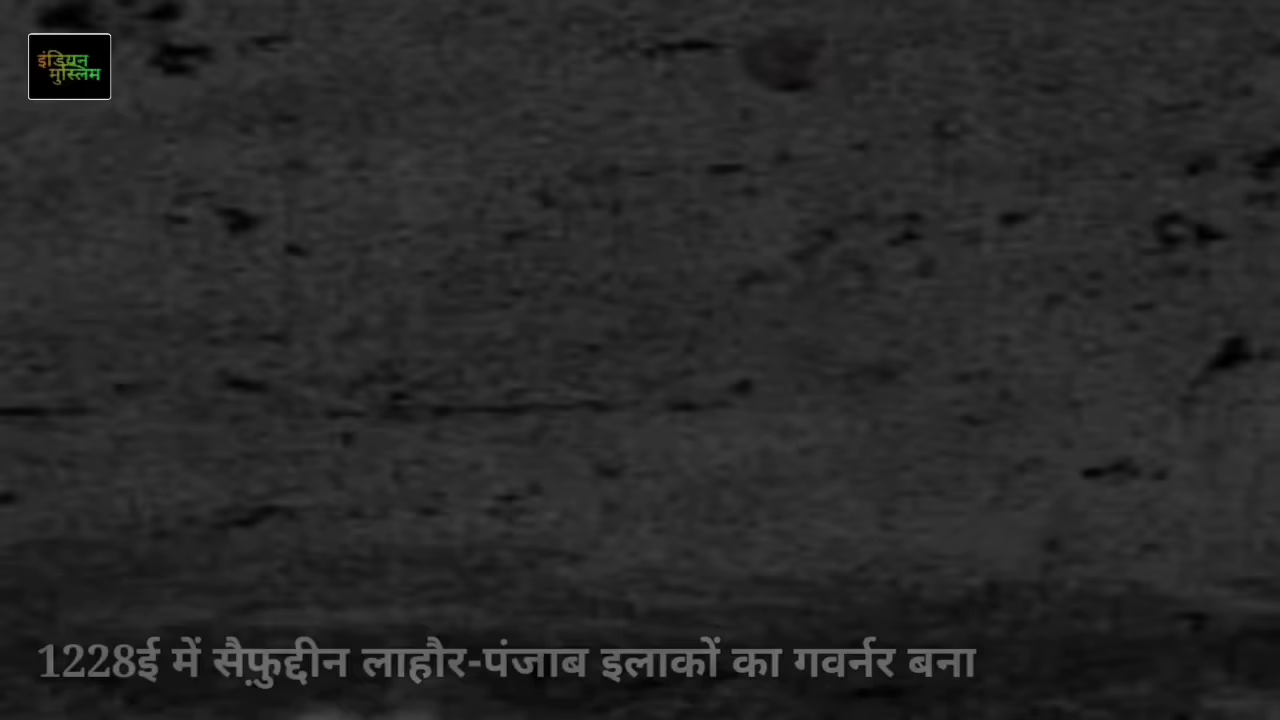 इंडियन
मुस्लिम
1228ई में सैफ़ुद्दीन लाहौर-पंजाब इलाकों का गवर्नर बना